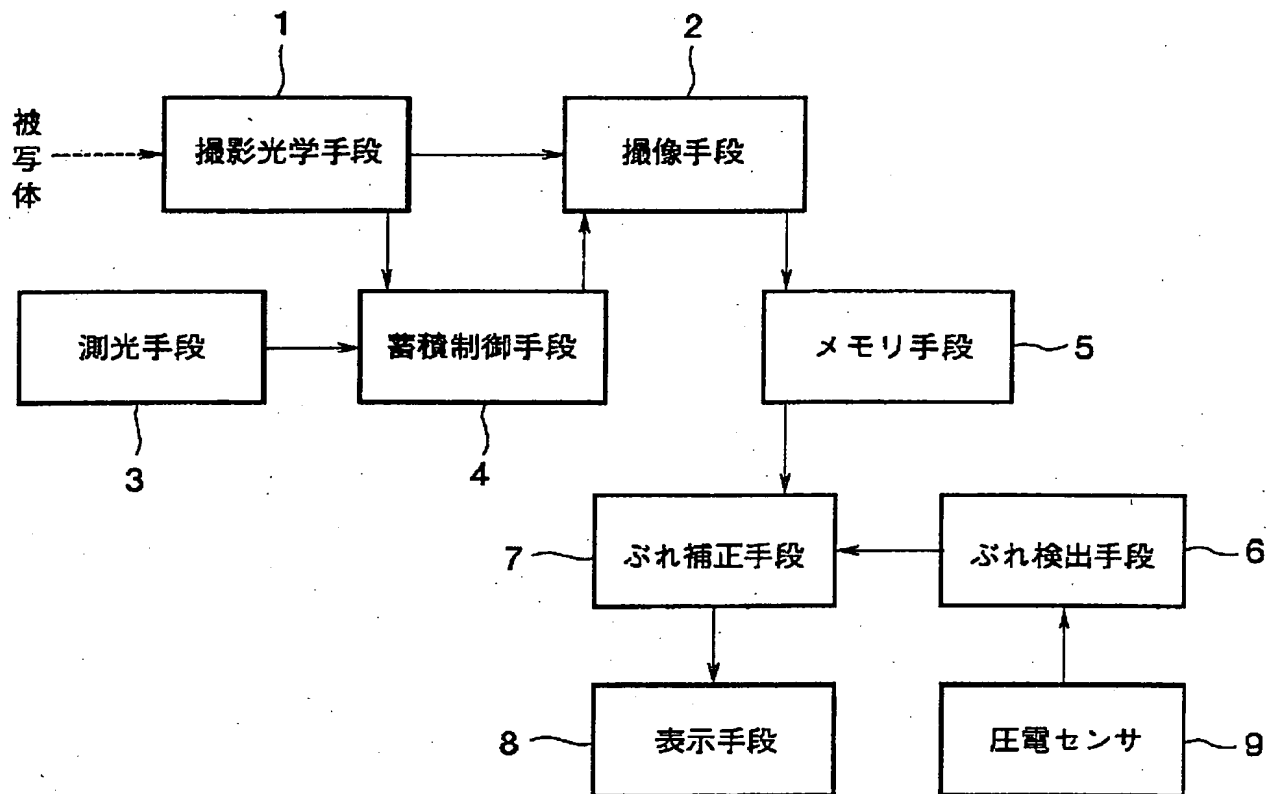 1
2
被写体
撮影光学手段
撮像手段
測光手段
蓄積制御手段
メモリ手段
5
3
4
7
ぶれ補正手段
ぶれ検出手段
6
8
表示手段
圧電センサ
9